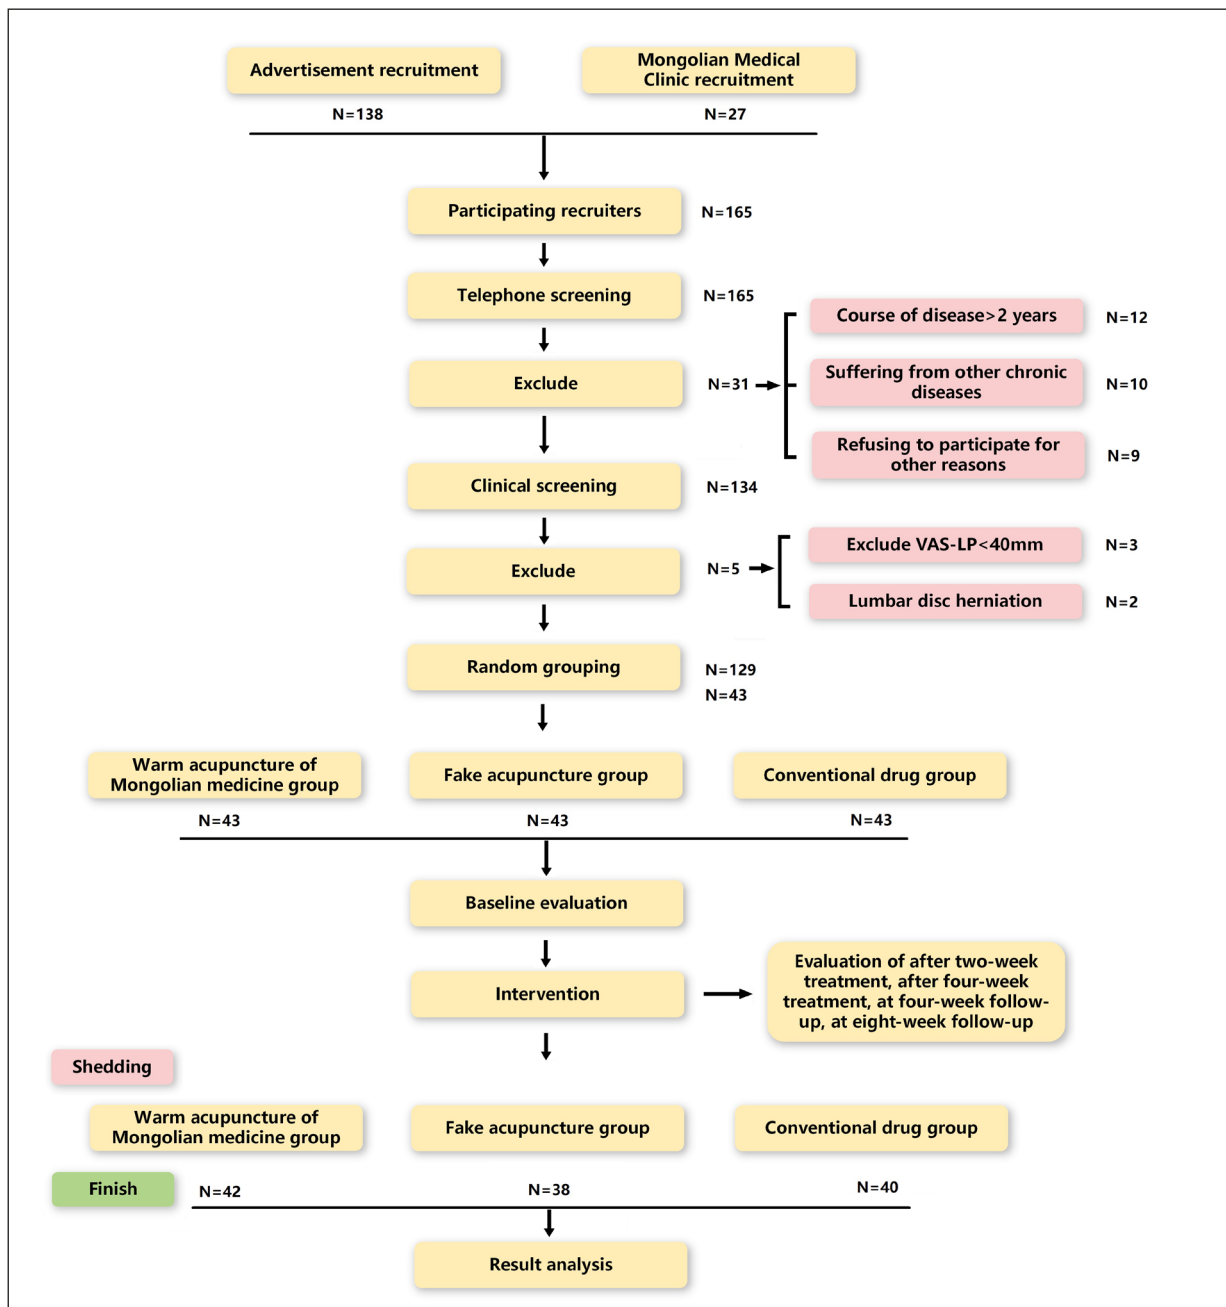 Advertisement recruitment
Mongolian Medical
Clinic recruitment
N=138
N=27
Participating recruiters
N=165
Telephone screening
N=165
Course of disease>2 years
N=12
Exclude
N=31
Suffering from other chronic
diseases
N=10
Refusing to participate for
other reasons
N=9
Clinical screening
N=134
Exclude VAS-LP<40mm
N=3
Exclude
N=5
Lumbar disc herniation
N=2
Random grouping
N=129
N=43
Warm acupuncture of
Mongolian medicine group
Fake acupuncture group
Conventional drug group
N=43
N=43
N=43
Baseline evaluation
Intervention
Evaluation of after two-week
treatment, after four-week
treatment, at four-week follow-
up, at eight-week follow-up
Shedding
Warm acupuncture of
Mongolian medicine group
Fake acupuncture group
Conventional drug group
Finish
N=42
N=38
N=40
Result analysis